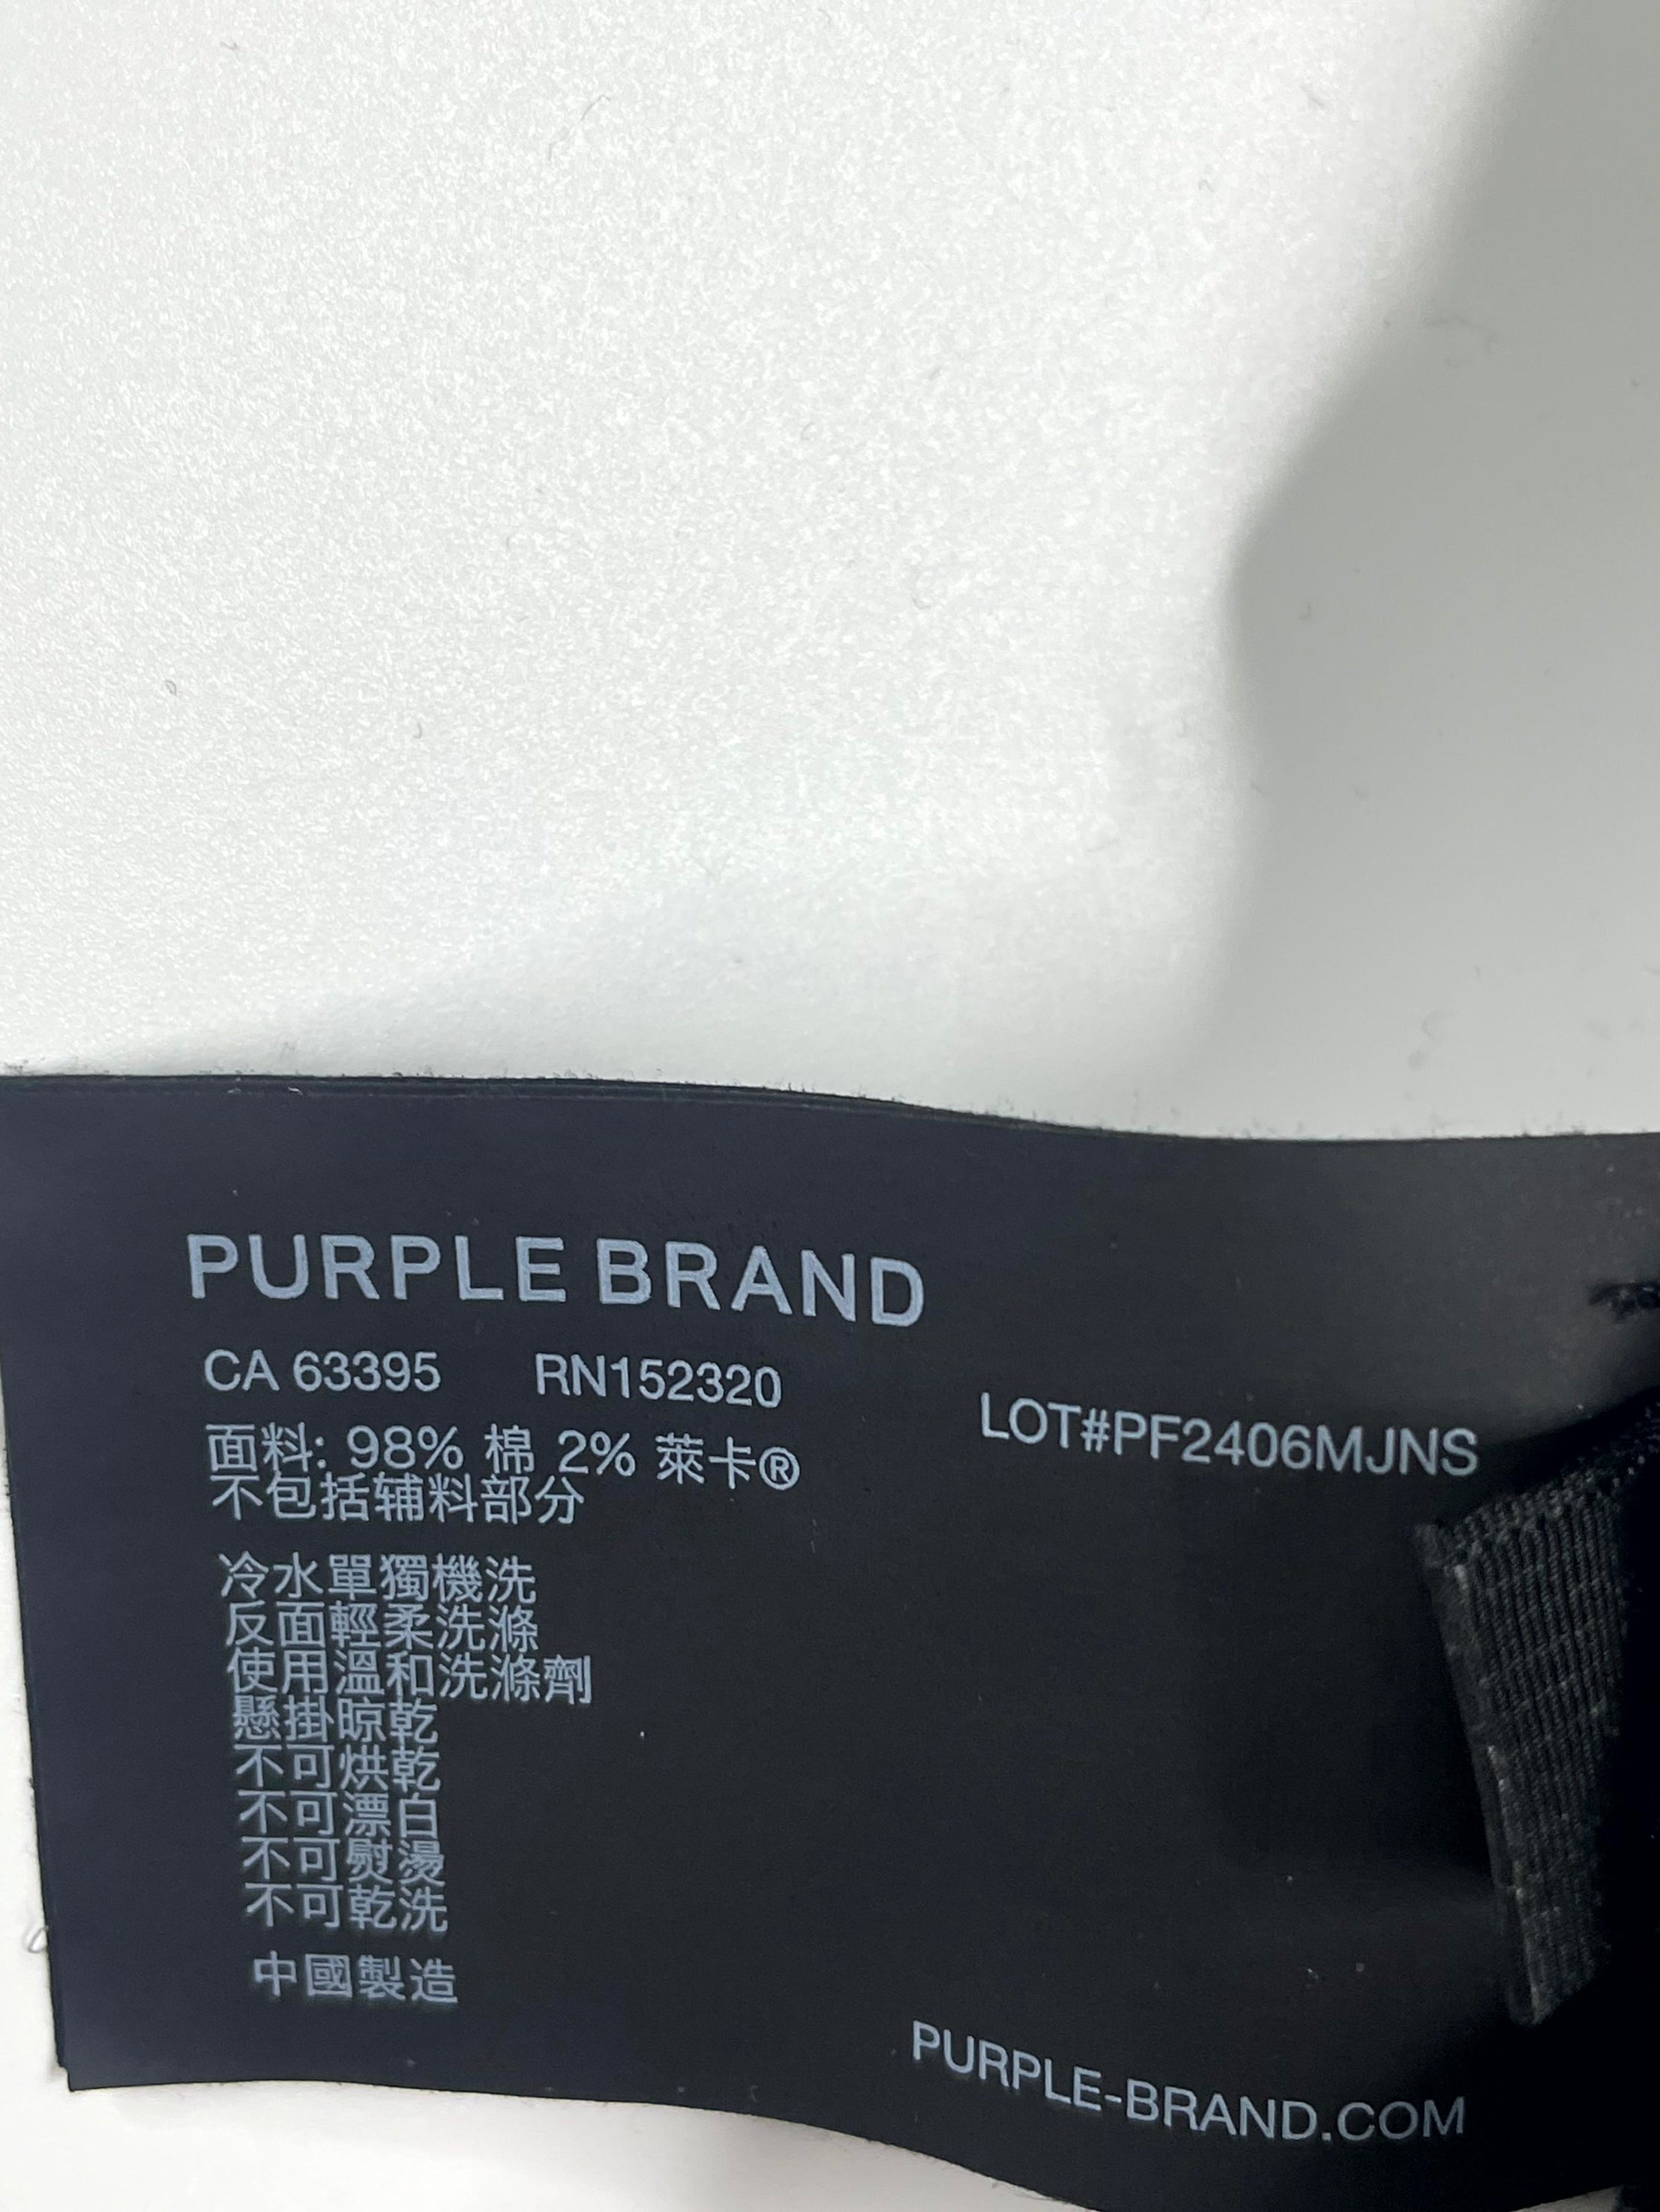 PURPLE BRAND
CA 63395 RN152320
LOT#PF2406MJNS
面料: 98% 棉 2% 萊卡®
不包括辅料部分
冷水單獨機洗
反面輕柔洗滌
使用溫和洗滌劑
懸掛晾乾
不可烘乾
不可漂白
不可熨燙
不可乾洗
中國製造
PURPLE-BRAND.COM